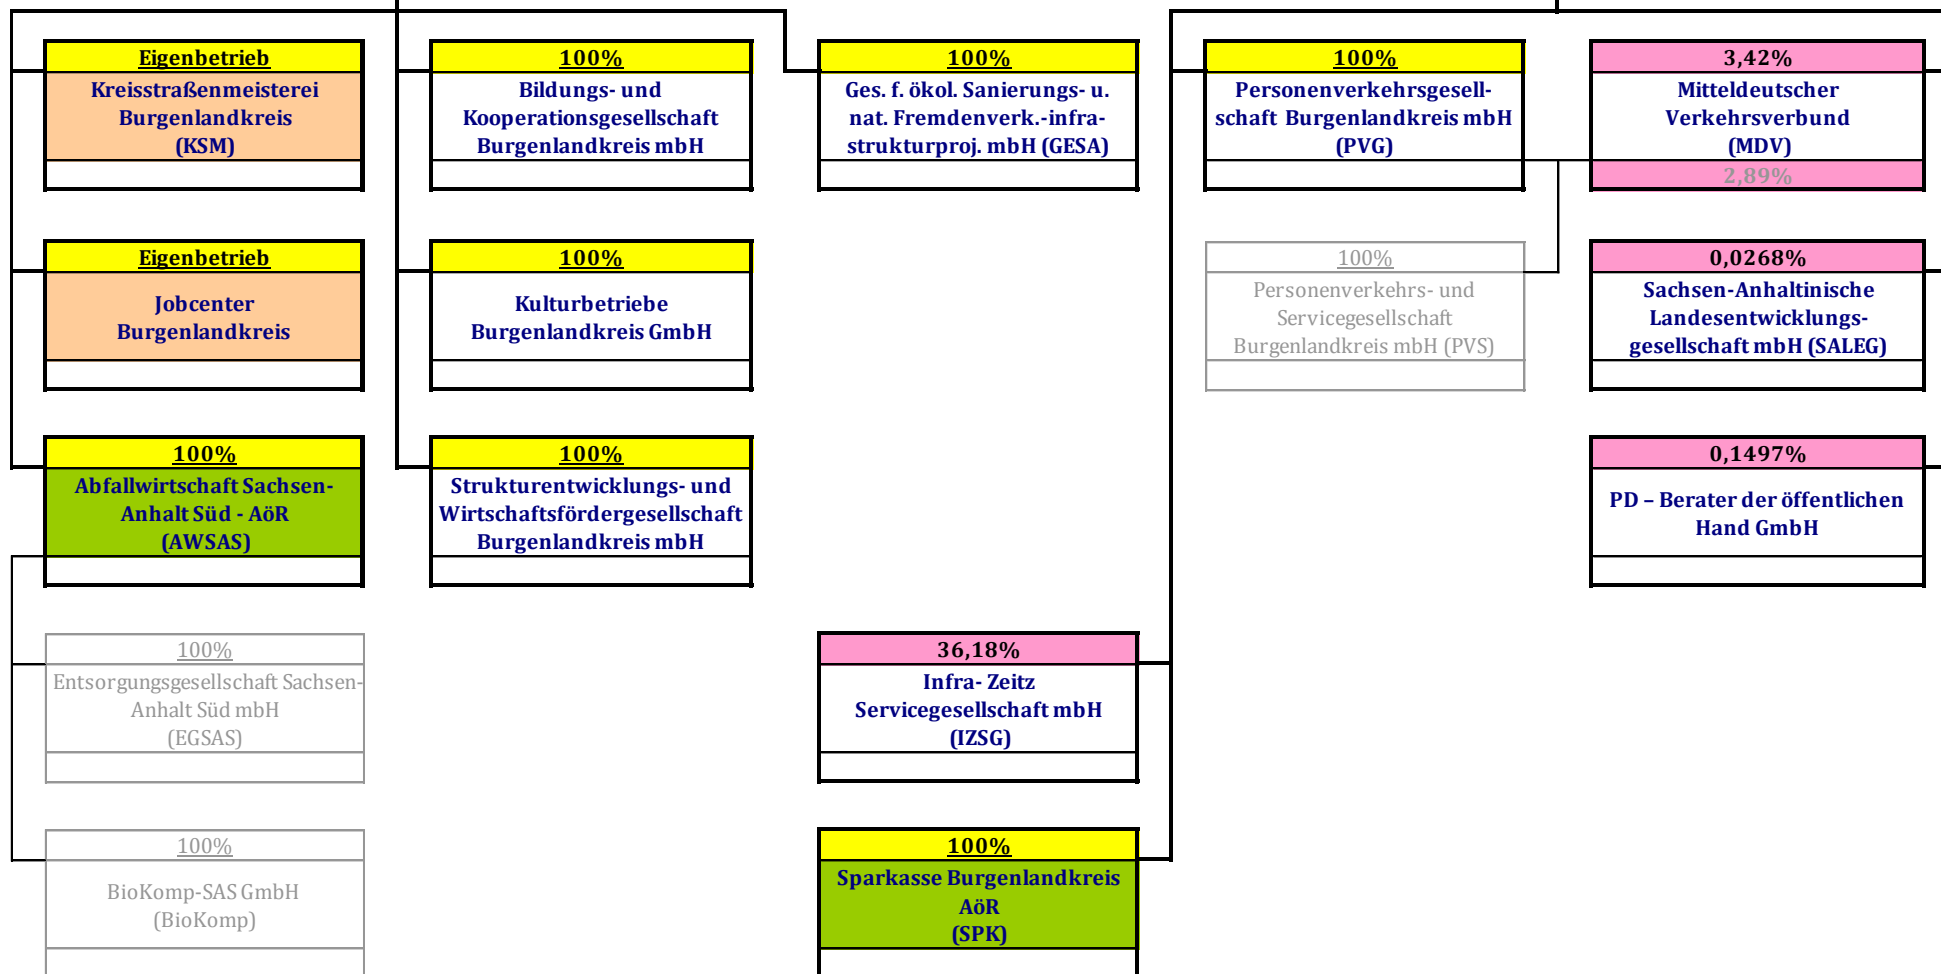 Eigenbetrieb
Kreisstraßenmeisterei
Burgenlandkreis
(KSM)
100%
Bildungs- und
Kooperationsgesellschaft
Burgenlandkreis mbH
100%
Ges. f. ökol. Sanierungs- u.
nat. Fremdenverk.-infra-
strukturproj. mbH (GESA)
100%
Personenverkehrsgesell-
schaft Burgenlandkreis mbH
(PVG)
3,42%
Mitteldeutscher
Verkehrsverbund
(MDV)
2,89%
Eigenbetrieb
Jobcenter
Burgenlandkreis
100%
Kulturbetriebe
Burgenlandkreis GmbH
100%
Personenverkehrs- und
Servicegesellschaft
Burgenlandkreis mbH (PVS)
0,0268%
Sachsen-Anhaltinische
Landesentwicklungs-
gesellschaft mbH (SALEG)
100%
Abfallwirtschaft Sachsen-
Anhalt Süd - AöR
(AWSAS)
100%
Strukturentwicklungs- und
Wirtschaftsfördergesellschaft
Burgenlandkreis mbH
0,1497%
PD – Berater der öffentlichen
Hand GmbH
100%
Entsorgungsgesellschaft Sachsen-
Anhalt Süd mbH
(EGSAS)
36,18%
Infra- Zeitz
Servicegesellschaft mbH
(IZSG)
100%
BioKomp-SAS GmbH
(BioKomp)
100%
Sparkasse Burgenlandkreis
AöR
(SPK)